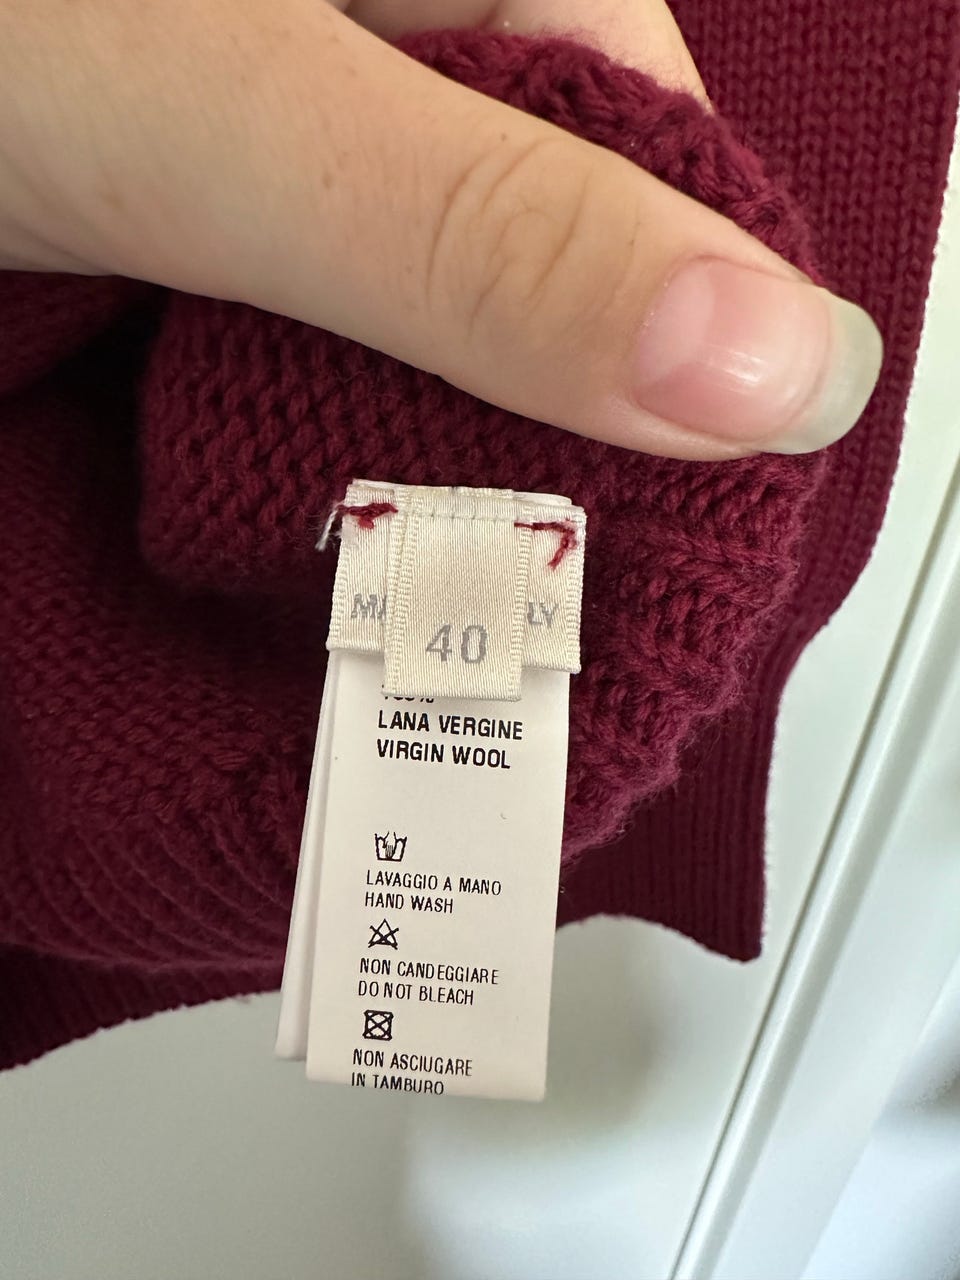 40
LANA VERGINE
VIRGIN WOOL
LAVAGGIO A MANO
HAND WASH
NON CANDEGGIARE
DO NOT BLEACH
NON ASCIUGARE
IN TAMBURO